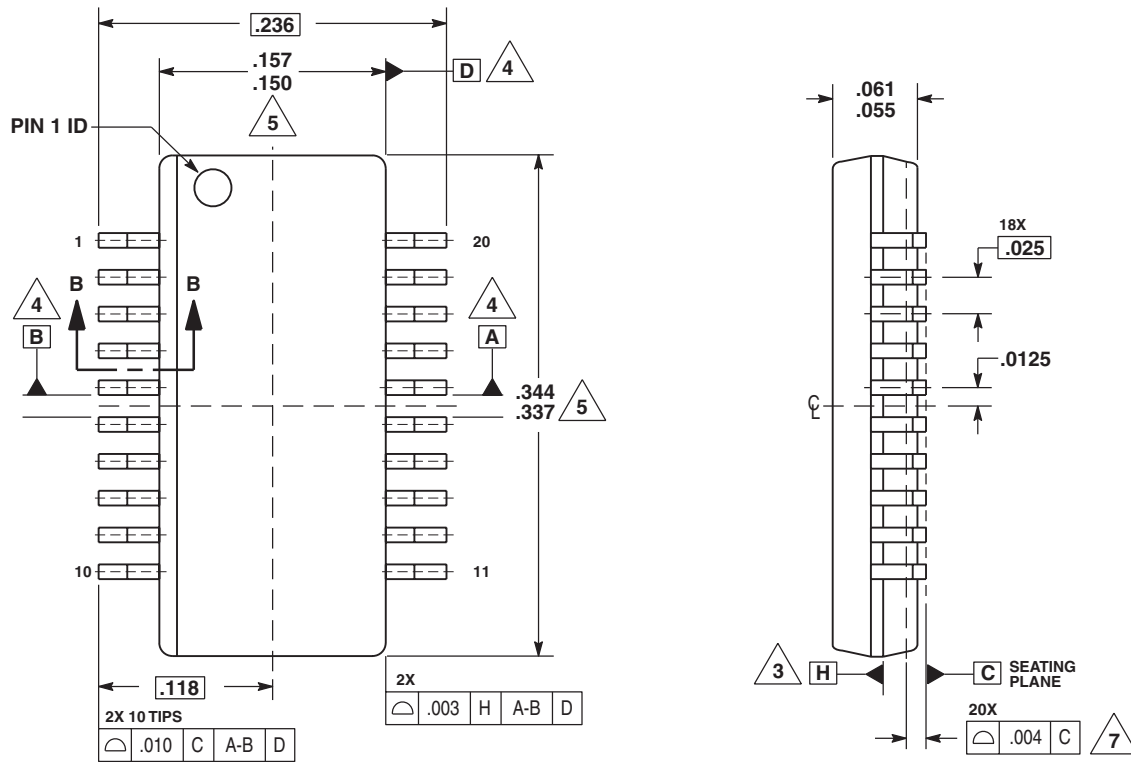 .236
.157
.150
D
4
5
PIN 1 ID
1
20
B
B
4
B
4
A
.344
.337
5
10
11
.118
2X 10 TIPS
⌓ .010 C A-B D
2X
⌓ .003 H A-B D
.061
.055
18X
.025
.0125
℄
3
H
C
SEATING
PLANE
20X
⌓ .004 C
7